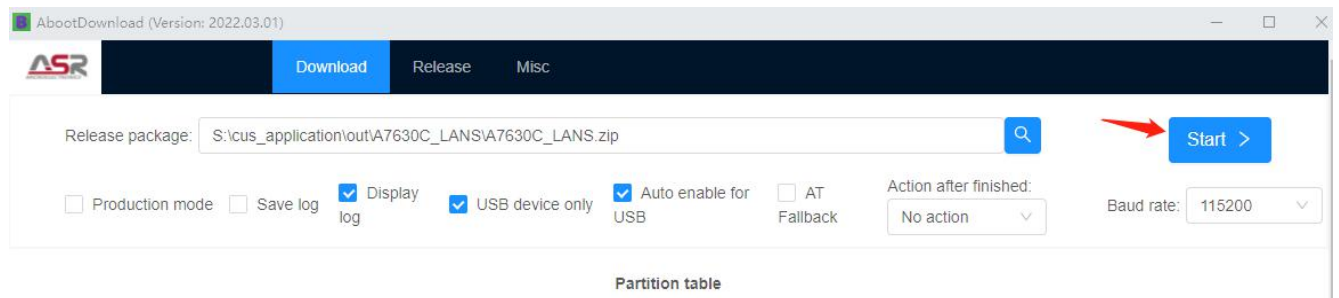 B AbootDownload (Version: 2022.03.01)
ASR Download Release Misc
Release package: S:\cus_application\out\A7630C_LANS\A7630C_LANS.zip Start >
Production mode Save log Display log USB device only Auto enable for USB AT Fallback Action after finished: No action Baud rate: 115200
Partition table